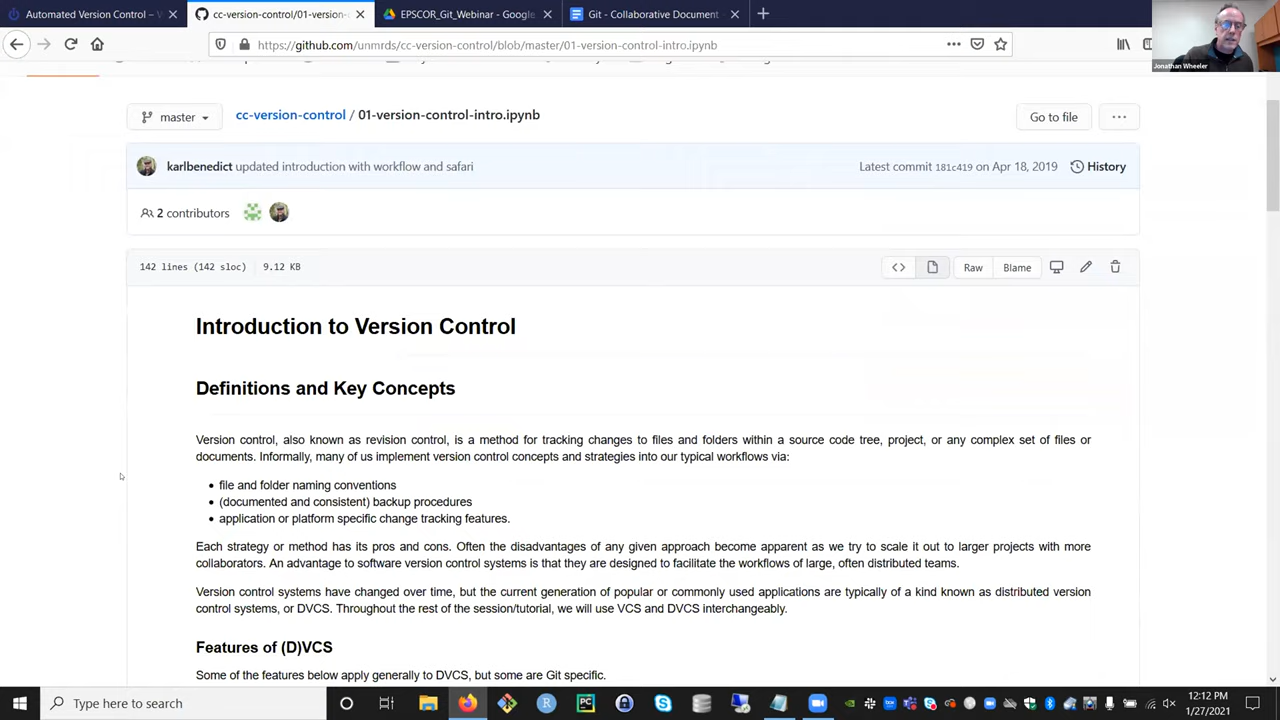 Automated Version Control –
cc-version-control/01-version-
EPSCOR_Git_Webinar - Google
Git - Collaborative Document -
https://github.com/unmrds/cc-version-control/blob/master/01-version-control-intro.ipynb
Jonathan Wheeler
master
cc-version-control / 01-version-control-intro.ipynb
Go to file
karlbenedict updated introduction with workflow and safari
Latest commit 181c419 on Apr 18, 2019
History
2 contributors
142 lines (142 sloc) 9.12 KB
Raw
Blame
Introduction to Version Control
Definitions and Key Concepts
Version control, also known as revision control, is a method for tracking changes to files and folders within a source code tree, project, or any complex set of files or
documents. Informally, many of us implement version control concepts and strategies into our typical workflows via:
• file and folder naming conventions
• (documented and consistent) backup procedures
• application or platform specific change tracking features.
Each strategy or method has its pros and cons. Often the disadvantages of any given approach become apparent as we try to scale it out to larger projects with more
collaborators. An advantage to software version control systems is that they are designed to facilitate the workflows of large, often distributed teams.
Version control systems have changed over time, but the current generation of popular or commonly used applications are typically of a kind known as distributed version
control systems, or DVCS. Throughout the rest of the session/tutorial, we will use VCS and DVCS interchangeably.
Features of (D)VCS
Some of the features below apply generally to DVCS, but some are Git specific.
Type here to search
12:12 PM
1/27/2021